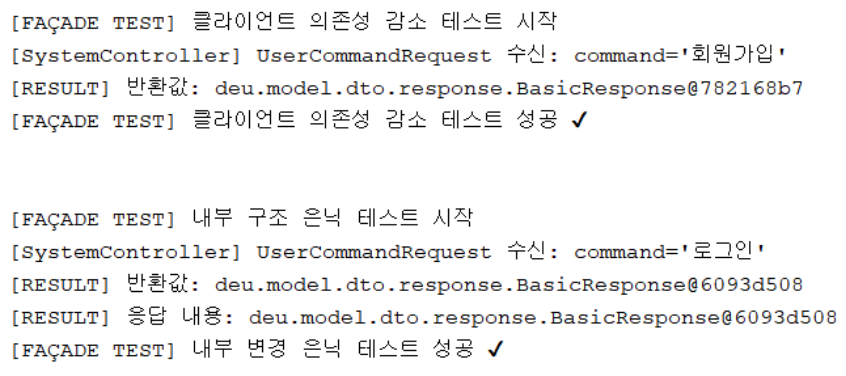 [FAÇADE TEST] 클라이언트 의존성 감소 테스트 시작
[SystemController] UserCommandRequest 수신: command='회원가입'
[RESULT] 반환값: deu.model.dto.response.BasicResponse@782168b7
[FAÇADE TEST] 클라이언트 의존성 감소 테스트 성공 ✔
[FAÇADE TEST] 내부 구조 은닉 테스트 시작
[SystemController] UserCommandRequest 수신: command='로그인'
[RESULT] 반환값: deu.model.dto.response.BasicResponse@6093d508
[RESULT] 응답 내용: deu.model.dto.response.BasicResponse@6093d508
[FAÇADE TEST] 내부 변경 은닉 테스트 성공 ✔